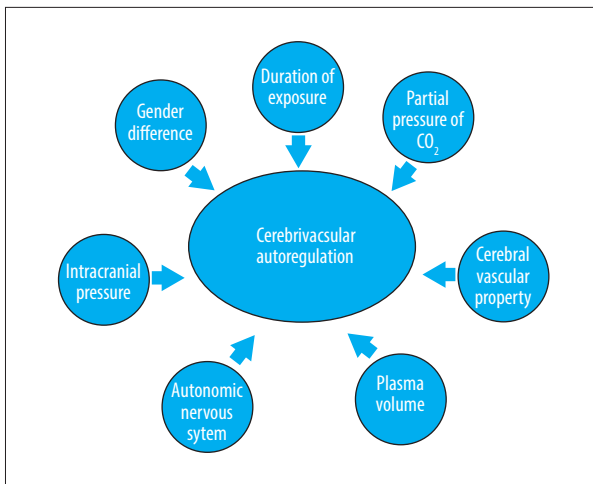 Duration of
exposure
Gender
difference
Partial
pressure of
CO₂
Cerebrivacsular
autoregulation
Intracranial
pressure
Cerebral
vascular
property
Autonomic
nervous
sytem
Plasma
volume